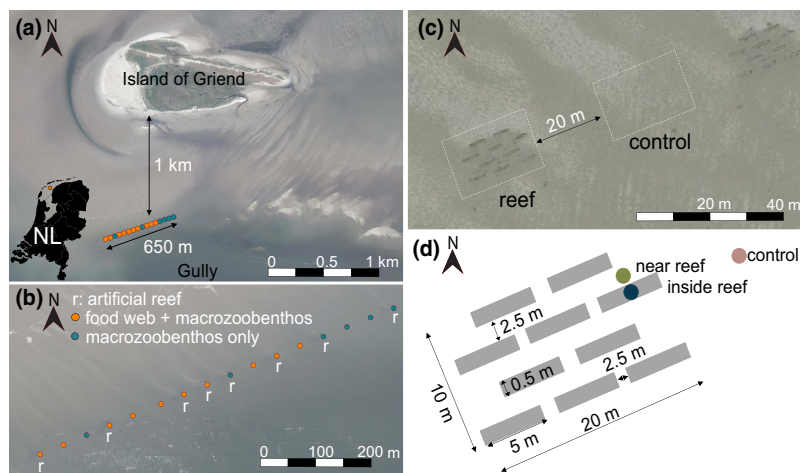 (a)
N
Island of Griend
1 km
NL
650 m
Gully
0 0.5 1 km
(b)
N
r: artificial reef
food web + macrozoobenthos
macrozoobenthos only
r
r
r
r
r
r
r
r
0 100 200 m
(c)
N
20 m
control
reef
20 m 40 m
(d)
N
control
near reef
inside reef
2.5 m
2.5 m
0.5 m
10 m
5 m
20 m